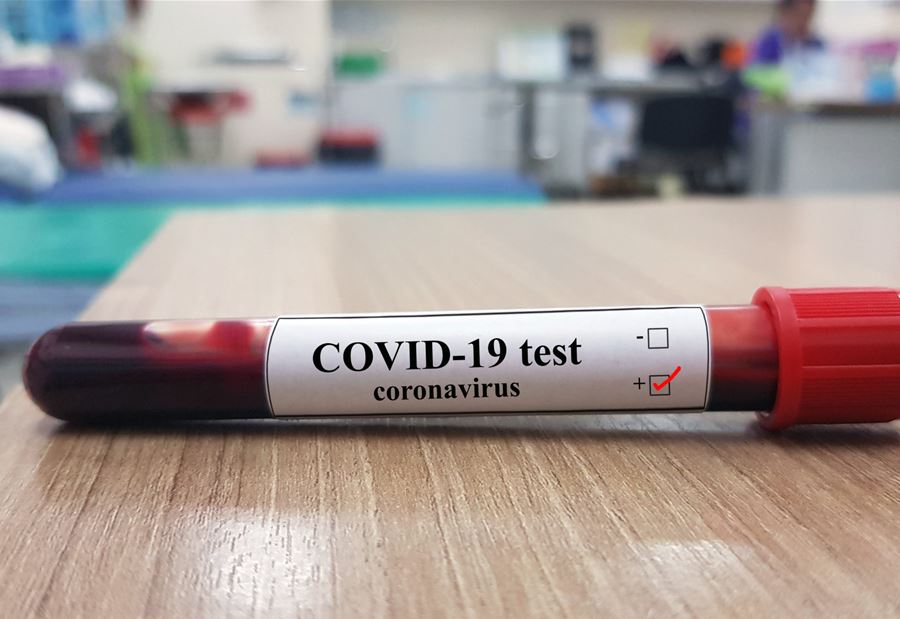 COVID-19 test
coronavirus
- ☐
+ ☑